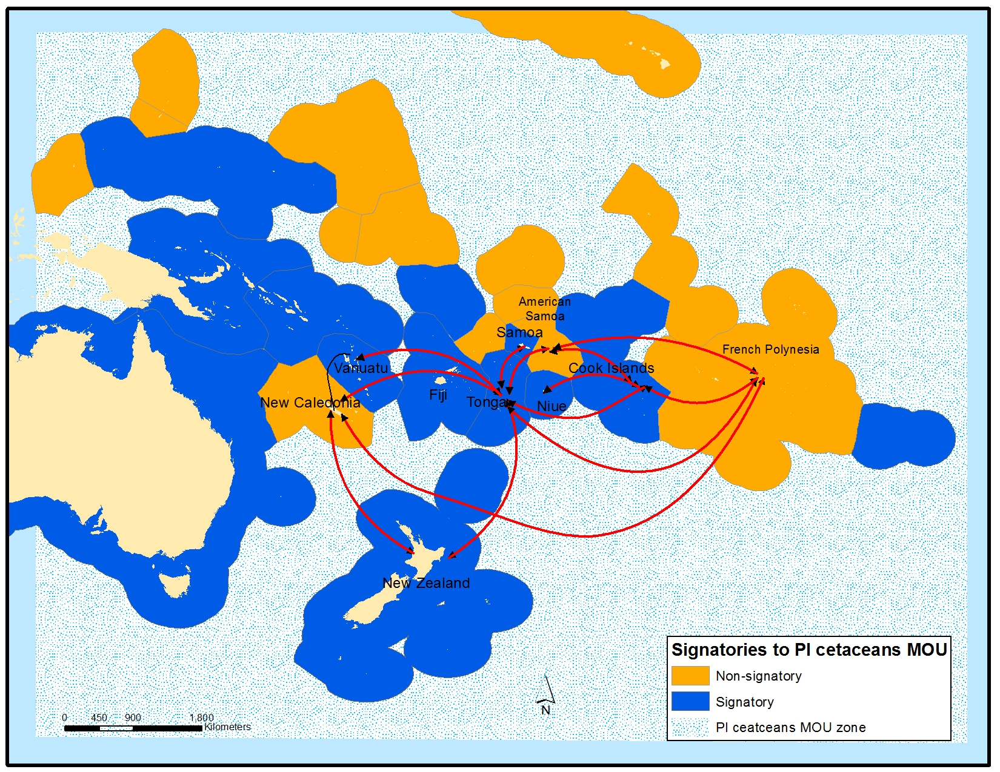 American
Samoa
Samoa
French Polynesia
Vanuatu
Cook Islands
Fiji
New Caledonia
Tonga
Niue
New Zealand
Signatories to PI cetaceans MOU
Non-signatory
Signatory
PI ceatceans MOU zone
N
0 450 900 1,800
Kilometers